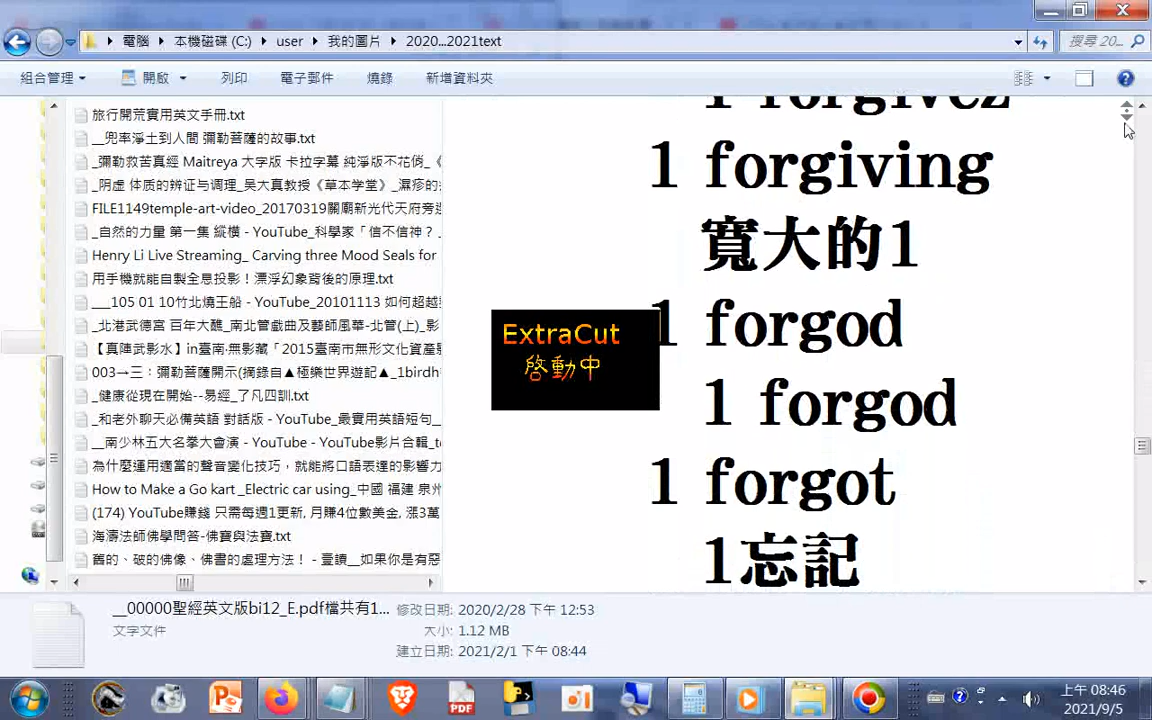 電腦 本機磁碟 (C:) user 我的圖片 2020...2021text
搜尋 20...
組合管理 開啟 列印 電子郵件 燒錄 新增資料夾
旅行開荒實用英文手冊.txt
__兜率淨土到人間 彌勒菩薩的故事.txt
_彌勒救苦真經 Maitreya 大字版 卡拉字幕 純淨版不花俏_《
_阴虚 体质的辨证与调理_吴大真教授《草本学堂》_濕疹的
FILE1149temple-art-video_20170319關廟新光代天府旁
_自然的力量 第一集 縱橫 - YouTube_科學家「信不信神？」
Henry Li Live Streaming_ Carving three Mood Seals for
用手機就能自製全息投影！漂浮幻象背後的原理.txt
___105 01 10竹北燒王船 - YouTube_20101113 如何超越
_北港武德宮 百年大醮_南北管戲曲及藝師風華-北管(上)_影
【真陣武影水】in臺南·無影藏「2015臺南市無形文化資產
003→三：彌勒菩薩開示(摘錄自▲極樂世界遊記▲_1birdh
_健康從現在開始--易經_了凡四訓.txt
_和老外聊天必備英語 對話版 - YouTube_最實用英語短句_
__南少林五大名拳大會演 - YouTube - YouTube影片合輯_to
為什麼運用適當的聲音變化技巧，就能將口語表達的影響力
How to Make a Go kart _Electric car using_中國 福建 泉州
(174) YouTube賺錢 只需每週1更新, 月賺4位數美金, 漲3萬
海濤法師佛學問答-佛寶與法寶.txt
舊的、破的佛像、佛書的處理方法！ - 壹讀__如果你是有惡
1 forgivez
1 forgiving
寬大的1
1 forgod
1 forgod
1 forgot
1忘記
ExtraCut
啓動中
__00000聖經英文版bi12_E.pdf檔共有1...
文字文件
修改日期: 2020/2/28 下午 12:53
大小: 1.12 MB
建立日期: 2021/2/1 下午 08:44
PDF
上午 08:46
2021/9/5